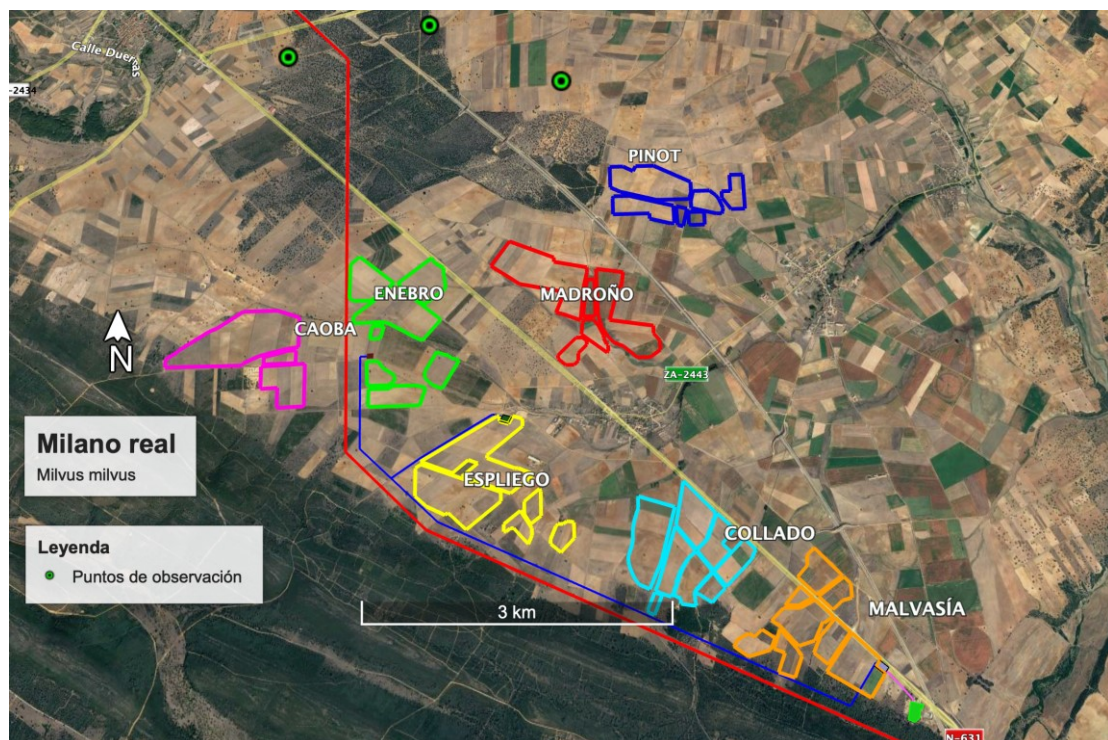 Calle Dueñas
-2434
PINOT
ENEBRO
MADROÑO
CAOBA
N
ZA-2443
Milano real
Milvus milvus
ESPLIEGO
COLLADO
Leyenda
Puntos de observación
3 km
MALVASÍA
N-631